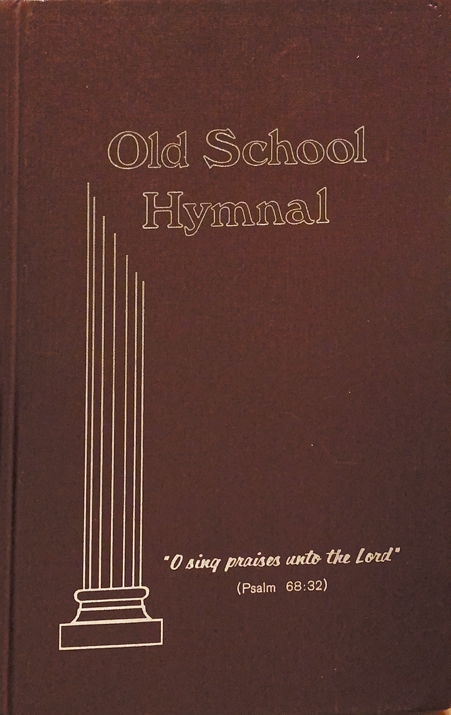 Old School
Hymnal
"O sing praises unto the Lord"
(Psalm 68:32)